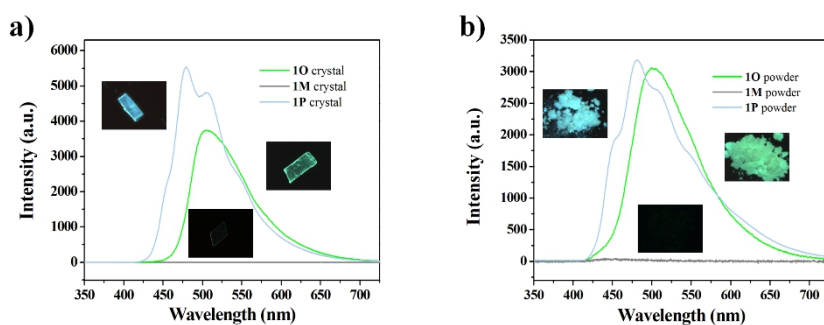 a)
6000
5000
4000
3000
2000
1000
0
Intensity (a.u.)
1O crystal
1M crystal
1P crystal
350 400 450 500 550 600 650 700
Wavelength (nm)
b)
3500
3000
2500
2000
1500
1000
500
0
Intensity (a.u.)
1O powder
1M powder
1P powder
350 400 450 500 550 600 650 700
Wavelength (nm)